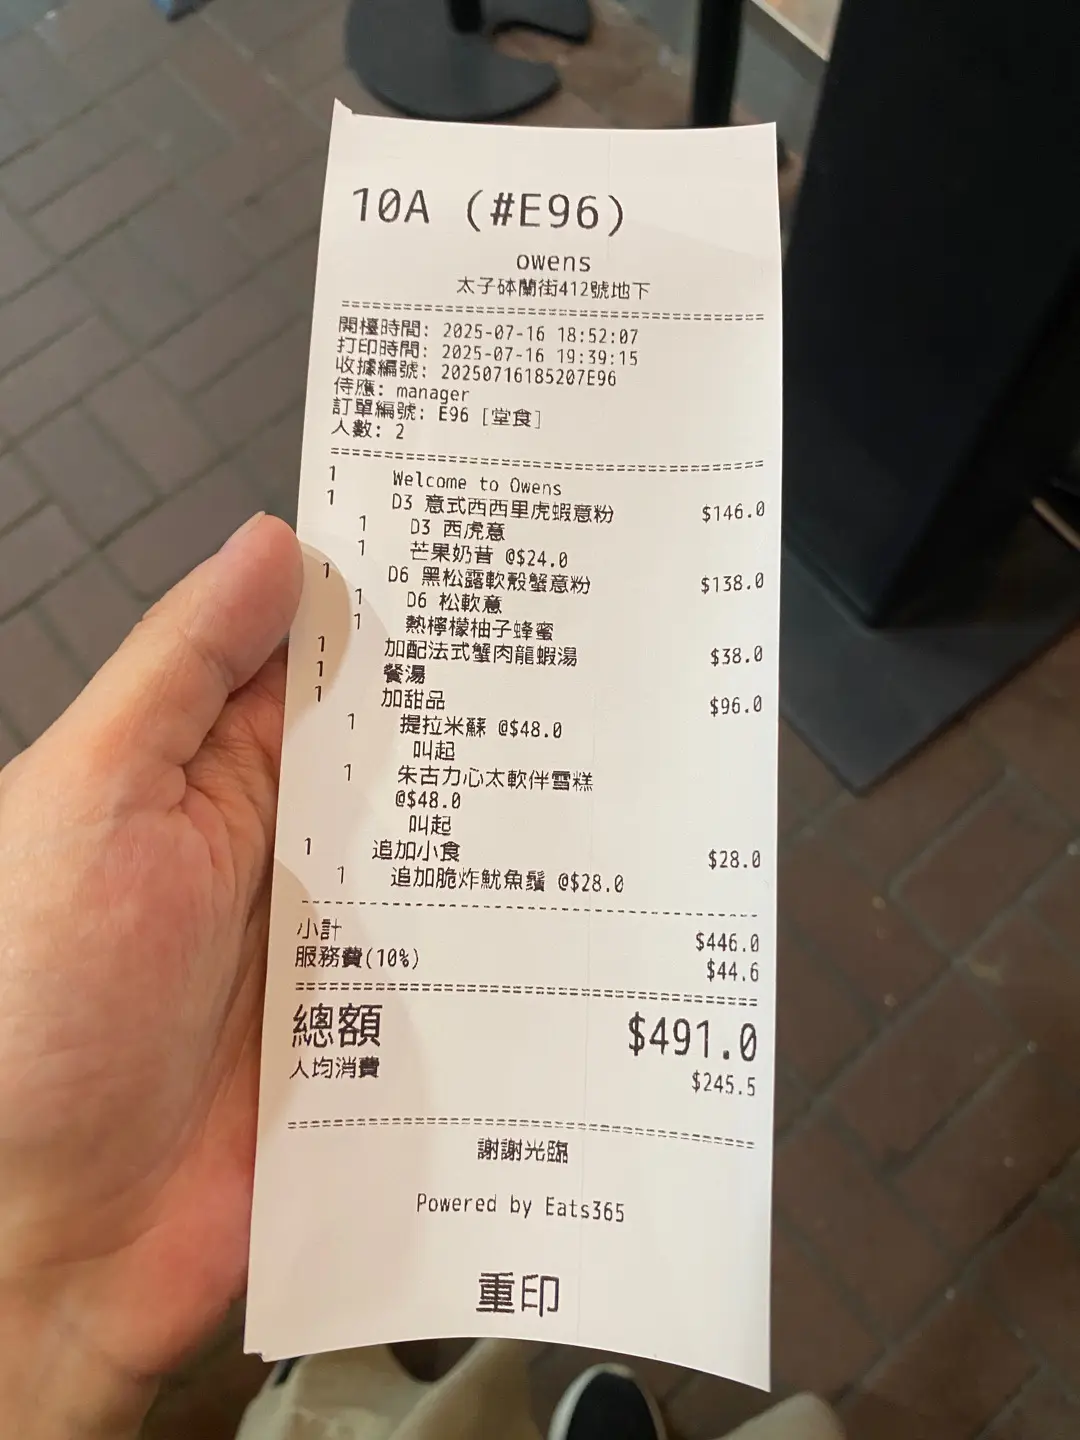 10A (#E96)
owens
太子砵蘭街412號地下
開檯時間: 2025-07-16 18:52:07
打印時間: 2025-07-16 19:39:15
收據編號: 20250716185207E96
侍應: manager
訂單編號: E96 [堂食]
人數: 2
1 Welcome to Owens
1 D3 意式西西里虎蝦意粉 $146.0
1 D3 西虎意
1 芒果奶昔 @$24.0
1 D6 黑松露軟殼蟹意粉 $138.0
1 D6 松軟意
1 熱檸檬柚子蜂蜜
1 加配法式蟹肉龍蝦湯 $38.0
1 餐湯
1 加甜品 $96.0
1 提拉米蘇 @$48.0
叫起
1 朱古力心太軟伴雪糕
@$48.0
叫起
1 追加小食 $28.0
1 追加脆炸魷魚鬚 @$28.0
小計 $446.0
服務費(10%) $44.6
總額 $491.0
人均消費 $245.5
謝謝光臨
Powered by Eats365
重印